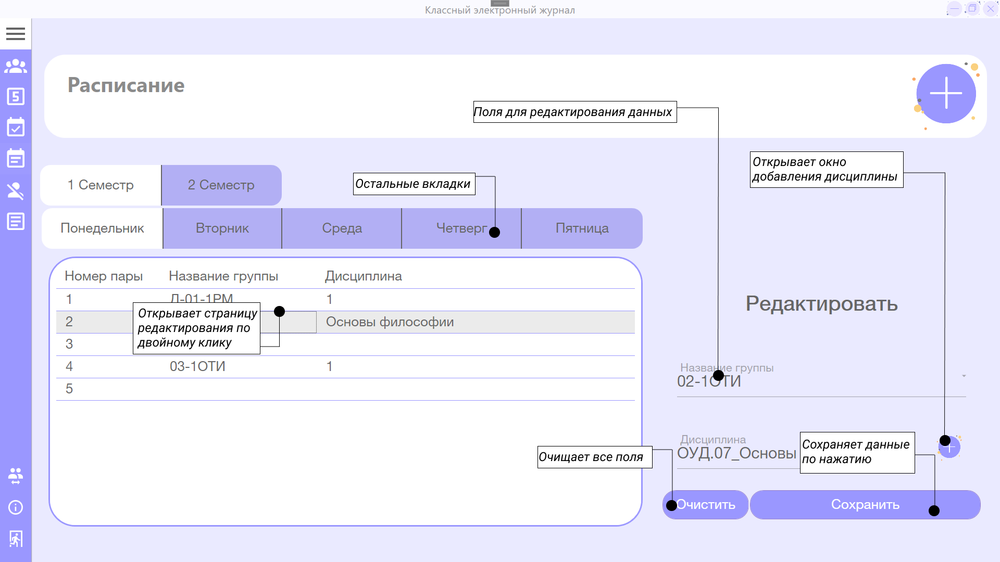 Классный электронный журнал
Расписание
Поля для редактирования данных
Открывает окно
добавления дисциплины
1 Семестр
2 Семестр
Остальные вкладки
Понедельник
Вторник
Среда
Четверг
Пятница
Номер пары
Название группы
Дисциплина
1
Л-01-1РМ
1
Открывает страницу
редактирования по
двойному клику
2
Основы философии
3
4
03-1ОТИ
1
5
Редактировать
Название группы
02-1ОТИ
Дисциплина
ОУД.07_Основы
Сохраняет данные
по нажатию
Очищает все поля
Очистить
Сохранить
5